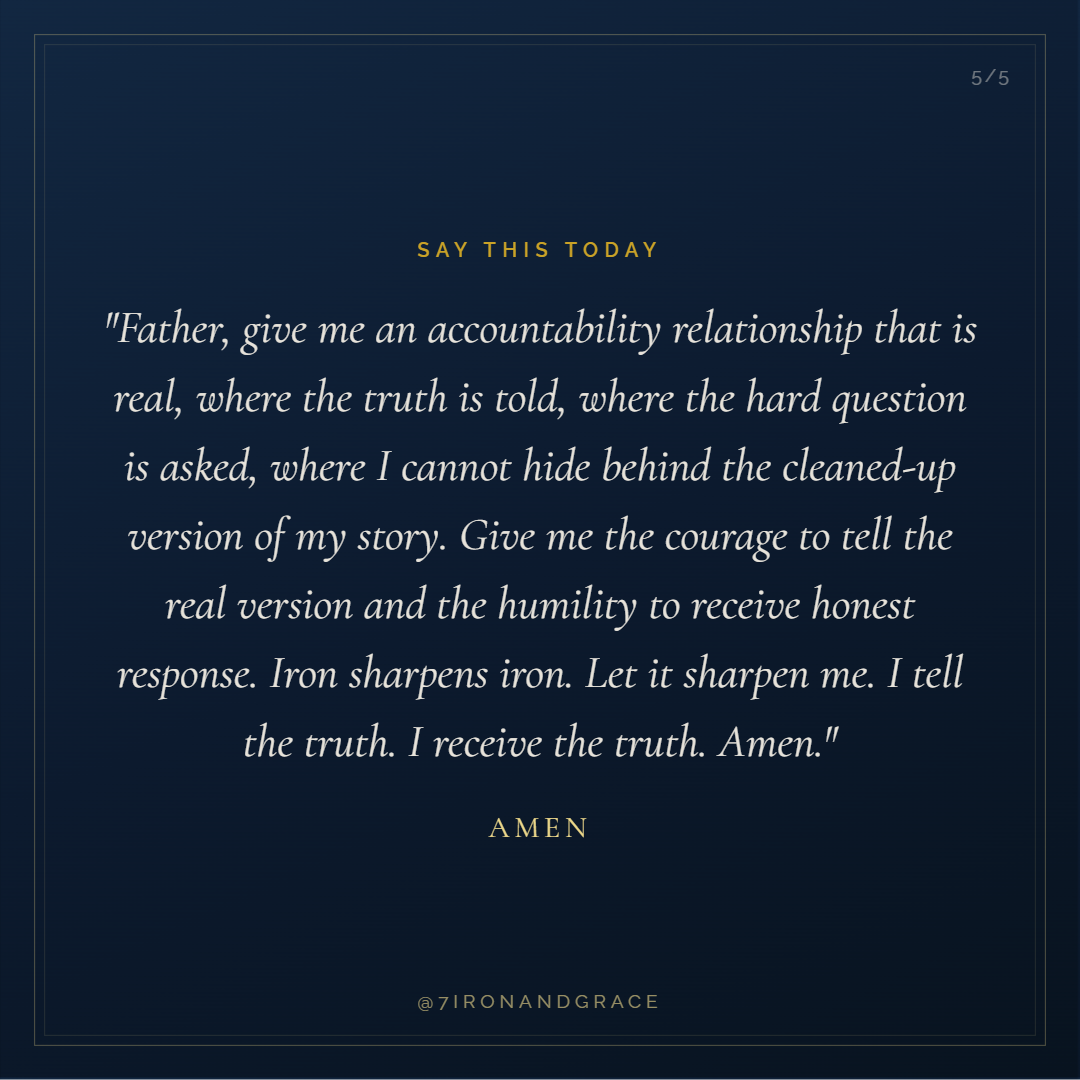 5/5
SAY THIS TODAY
"Father, give me an accountability relationship that is
real, where the truth is told, where the hard question
is asked, where I cannot hide behind the cleaned-up
version of my story. Give me the courage to tell the
real version and the humility to receive honest
response. Iron sharpens iron. Let it sharpen me. I tell
the truth. I receive the truth. Amen."
AMEN
@7IRONANDGRACE